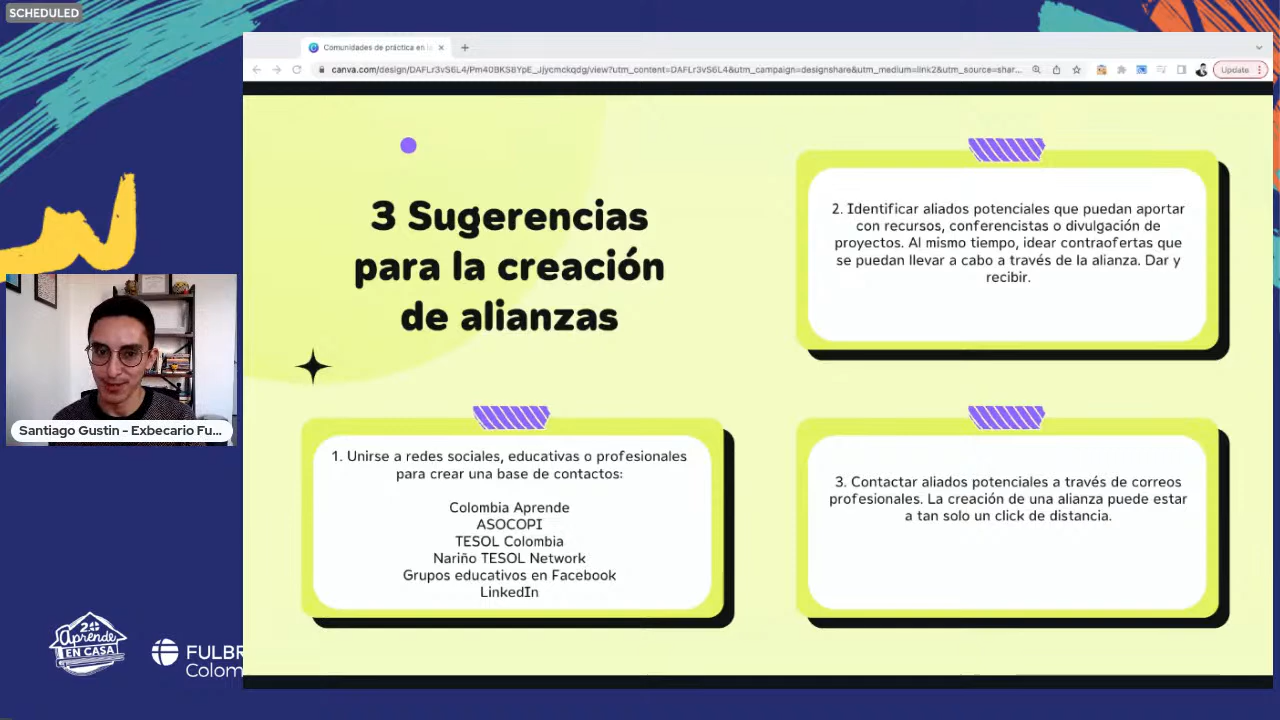 SCHEDULED
Comunidades de práctica en la
canva.com/design/DAFLr3vS6L4/Pm40BKS8YpE_Jjycmckqdg/view?utm_content=DAFLr3vS6L4&utm_campaign=designshare&utm_medium=link2&utm_source=shar...
Update
3 Sugerencias
para la creación
de alianzas
2. Identificar aliados potenciales que puedan aportar
con recursos, conferencistas o divulgación de
proyectos. Al mismo tiempo, idear contraofertas que
se puedan llevar a cabo a través de la alianza. Dar y
recibir.
1. Unirse a redes sociales, educativas o profesionales
para crear una base de contactos:
Colombia Aprende
ASOCOPI
TESOL Colombia
Nariño TESOL Network
Grupos educativos en Facebook
LinkedIn
3. Contactar aliados potenciales a través de correos
profesionales. La creación de una alianza puede estar
a tan solo un click de distancia.
Santiago Gustin - Exbecario Fu...
2.0
Aprende
EN CASA
FULBR
Colom